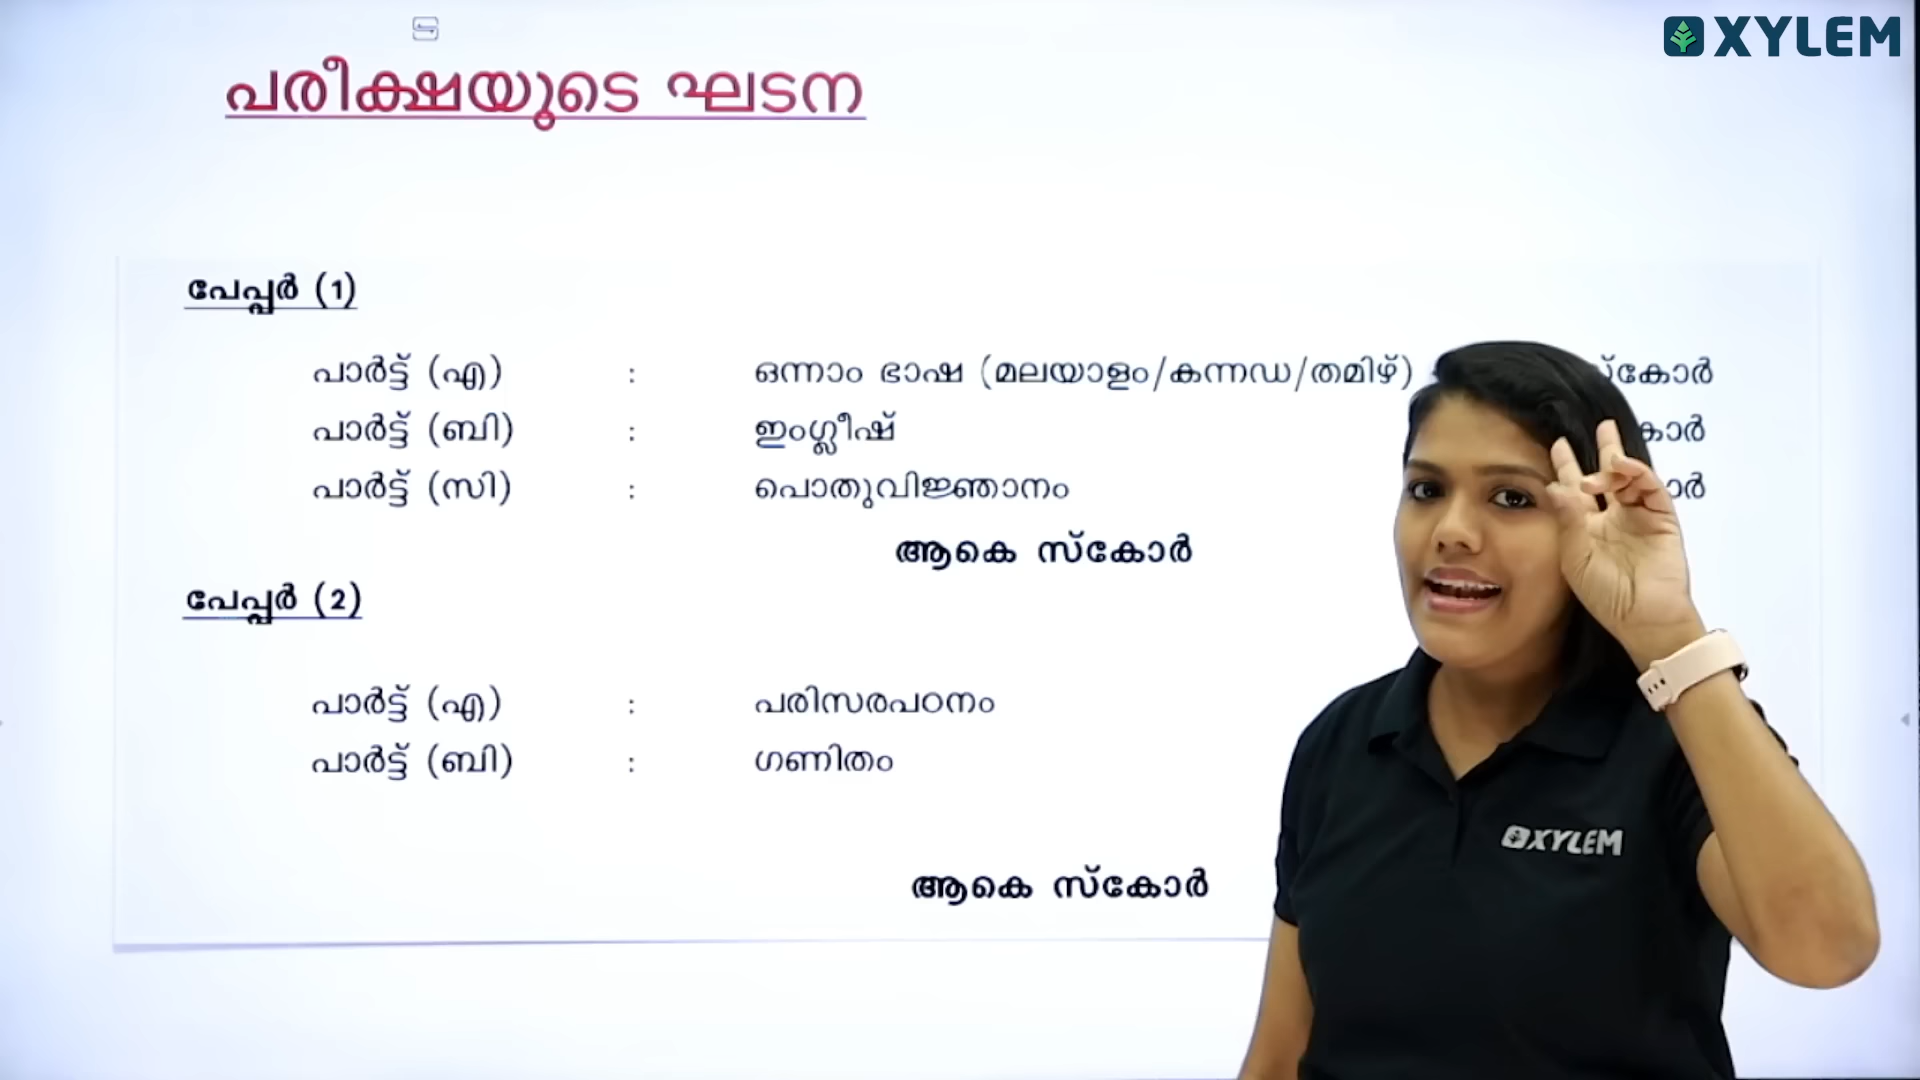 XYLEM
പരീക്ഷയുടെ ഘടന
പേപ്പർ (1)
പാർട്ട് (എ) : ഒന്നാം ഭാഷ (മലയാളം/കന്നഡ/തമിഴ്) സ്കോർ
പാർട്ട് (ബി) : ഇംഗ്ലീഷ്
പാർട്ട് (സി) : പൊതുവിജ്ഞാനം
ആകെ സ്കോർ
പേപ്പർ (2)
പാർട്ട് (എ) : പരിസരപഠനം
പാർട്ട് (ബി) : ഗണിതം
ആകെ സ്കോർ
XYLEM